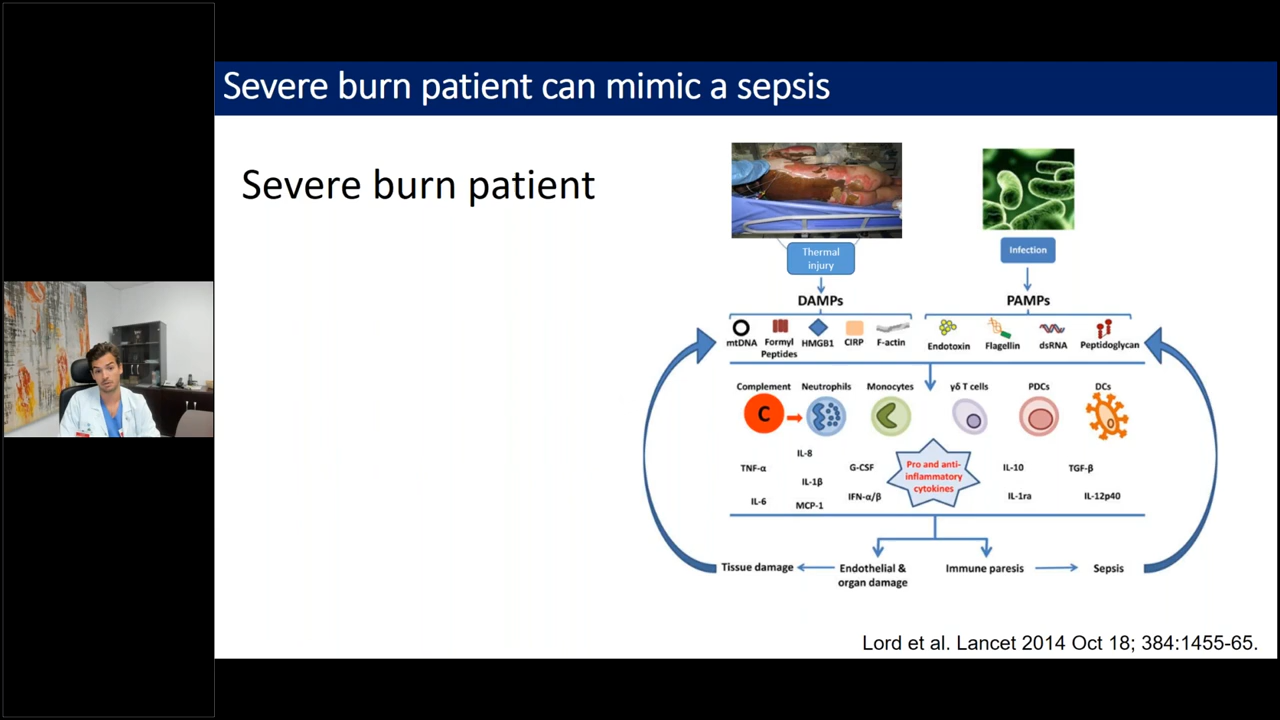 Severe burn patient can mimic a sepsis
Severe burn patient
Thermal
injury
Infection
DAMPs
PAMPs
mtDNA
Formyl
Peptides
HMGB1
CIRP
F-actin
Endotoxin
Flagellin
dsRNA
Peptidoglycan
Complement
Neutrophils
Monocytes
γδ T cells
PDCs
DCs
C
TNF-α
IL-8
IL-1β
G-CSF
IL-6
MCP-1
IFN-α/β
Pro and anti-
inflammatory
cytokines
IL-10
TGF-β
IL-1ra
IL-12p40
Tissue damage
Endothelial &
organ damage
Immune paresis
Sepsis
Lord et al. Lancet 2014 Oct 18; 384:1455-65.